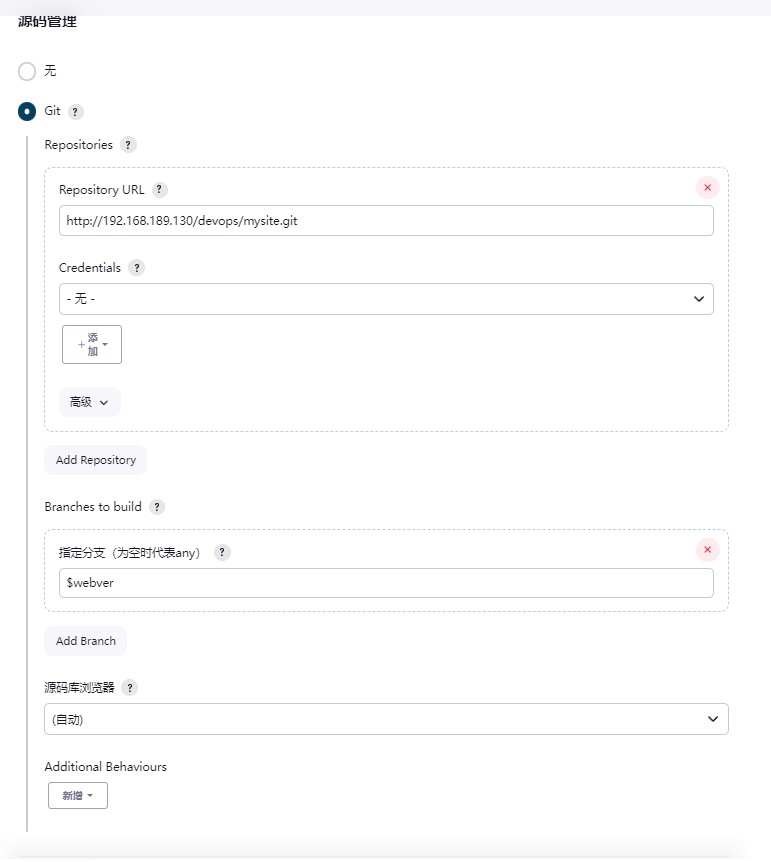 源码管理
无
Git ?
Repositories ?
Repository URL ?
http://192.168.189.130/devops/mysite.git
Credentials ?
- 无 -
+ 添
加
高级
Add Repository
Branches to build ?
指定分支（为空时代表any） ?
$webver
Add Branch
源码库浏览器 ?
(自动)
Additional Behaviours
新增